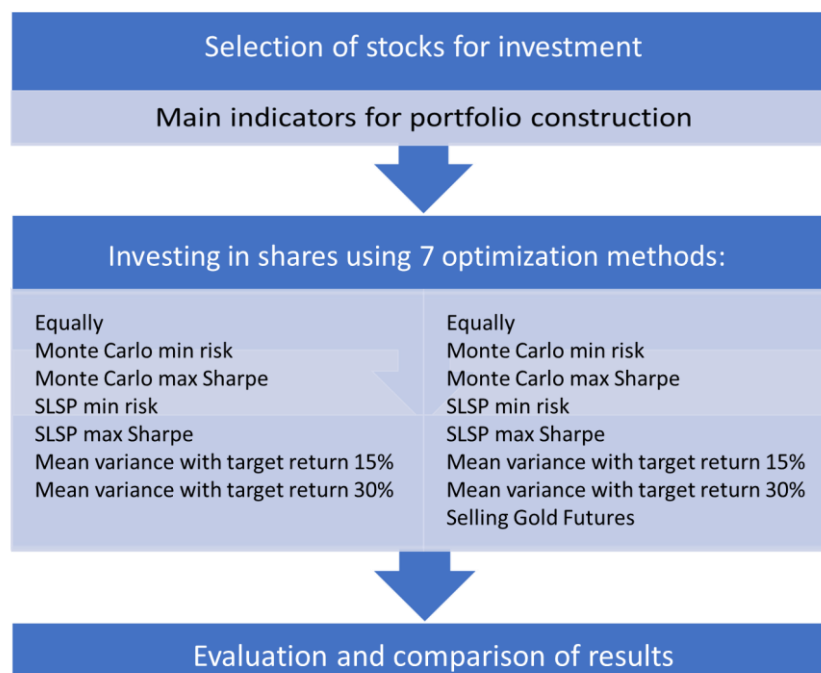 Selection of stocks for investment
Main indicators for portfolio construction
Investing in shares using 7 optimization methods:
Equally
Monte Carlo min risk
Monte Carlo max Sharpe
SLSP min risk
SLSP max Sharpe
Mean variance with target return 15%
Mean variance with target return 30%
Equally
Monte Carlo min risk
Monte Carlo max Sharpe
SLSP min risk
SLSP max Sharpe
Mean variance with target return 15%
Mean variance with target return 30%
Selling Gold Futures
Evaluation and comparison of results